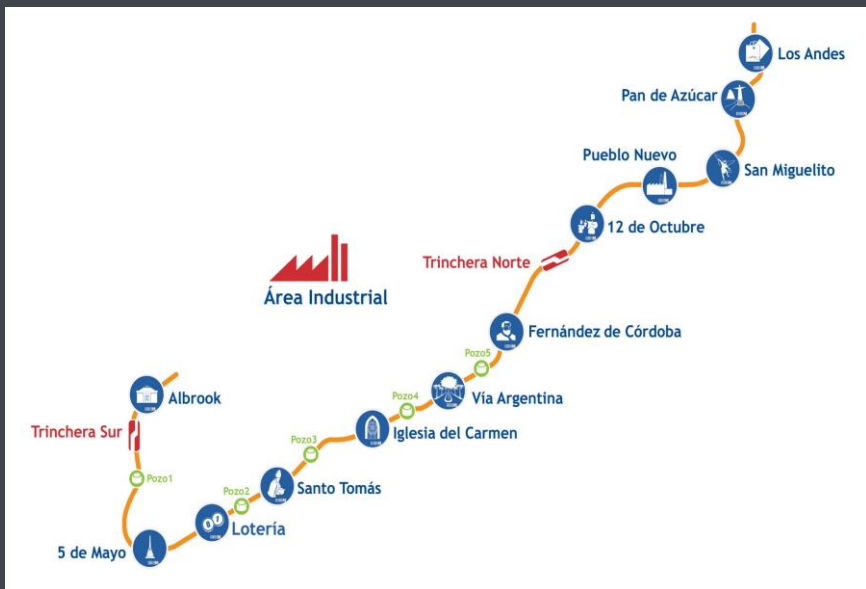 Los Andes
Pan de Azúcar
Pueblo Nuevo
San Miguelito
12 de Octubre
Trinchera Norte
Área Industrial
Fernández de Córdoba
Pozo5
Albrook
Pozo4
Vía Argentina
Trinchera Sur
Iglesia del Carmen
Pozo3
Pozo1
Pozo2
Santo Tomás
Lotería
5 de Mayo